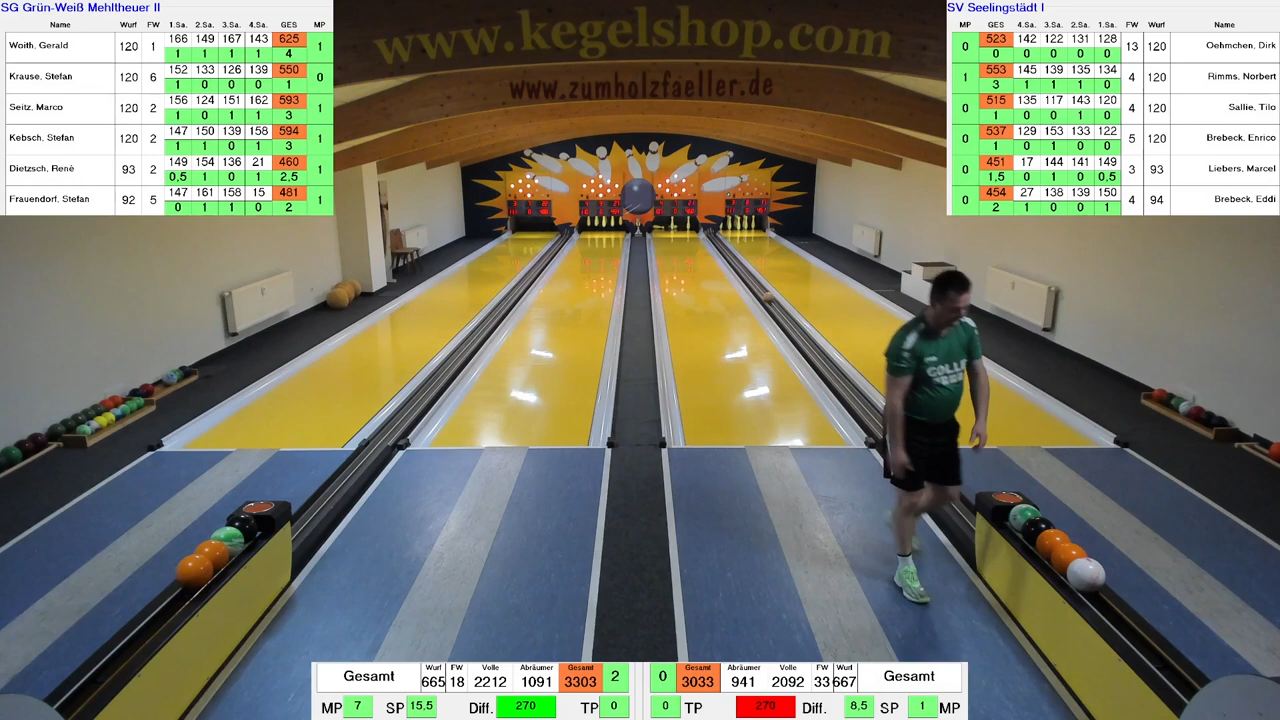 SG Grün-Weiß Mehltheuer II
Name Wurf FW 1.Sa. 2.Sa. 3.Sa. 4.Sa. GES MP
Woith, Gerald 120 1 166 149 167 143 625 1
1 1 1 1 4
Krause, Stefan 120 6 152 133 126 139 550 0
1 0 0 0 1
Seitz, Marco 120 2 156 124 151 162 593 1
1 0 1 1 3
Kebsch, Stefan 120 2 147 150 139 158 594 1
1 0 1 1 3
Dietzsch, René 93 2 149 154 136 21 460 1
0,5 1 0 1 2,5
Frauendorf, Stefan 92 5 147 161 158 15 481 1
0 1 1 0 2
www.kegelshop.com
www.zumholzfaeller.de
SV Seelingstädt I
MP GES 4.Sa. 3.Sa. 2.Sa. 1.Sa. FW Wurf Name
0 523 142 122 131 128 13 120 Oehmchen, Dirk
0 0 0 0 0
1 553 145 139 135 134 4 120 Rimms, Norbert
3 1 1 1 0
0 515 135 117 143 120 4 120 Sallie, Tilo
1 0 0 1 0
0 537 129 153 133 122 5 120 Brebeck, Enrico
1 0 1 0 0
0 451 17 144 141 149 3 93 Liebers, Marcel
1,5 0 1 0 0,5
0 454 27 138 139 150 4 94 Brebeck, Eddi
2 1 0 0 1
Gesamt Wurf FW Volle Abräumer Gesamt
665 18 2212 1091 3303 2
MP 7 SP 15,5 Diff. 270 TP 0
0 Gesamt Abräumer Volle FW Wurf Gesamt
3033 941 2092 33 667
0 TP 270 Diff. 8,5 SP 1 MP